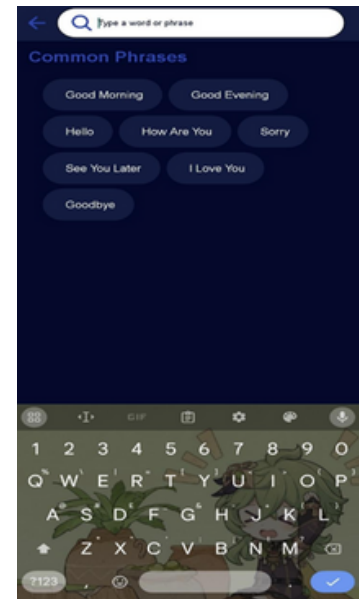 Type a word or phrase
Common Phrases
Good Morning Good Evening
Hello How Are You Sorry
See You Later I Love You
Goodbye
GIF
1 2 3 4 5 6 7 8 9 0
Q W E R T Y U I O P
A S D F G H J K L
Z X C V B N M
?123 , .